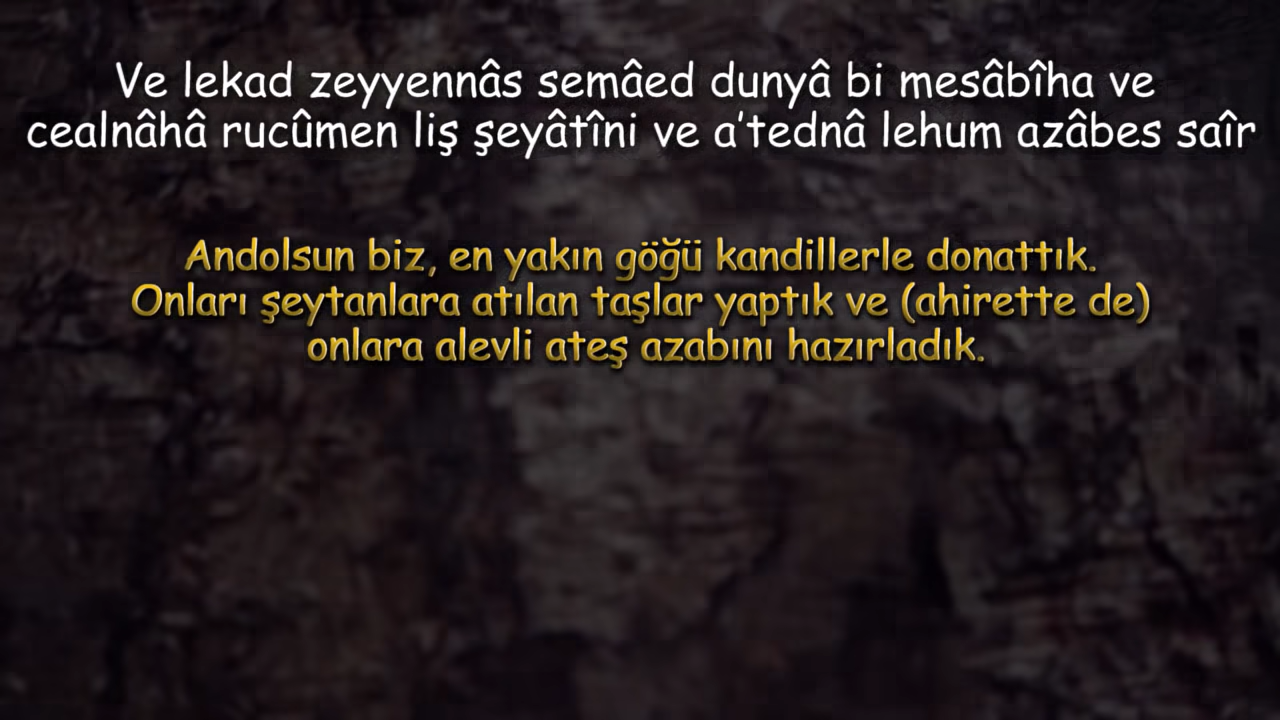 Ve lekad zeyyennâs semâed dunyâ bi mesâbîha ve
cealnâhâ rucûmen liş şeyâtîni ve a'tednâ lehum azâbes saîr
Andolsun biz, en yakın göğü kandillerle donattık.
Onları şeytanlara atılan taşlar yaptık ve (ahirette de)
onlara alevli ateş azabını hazırladık.